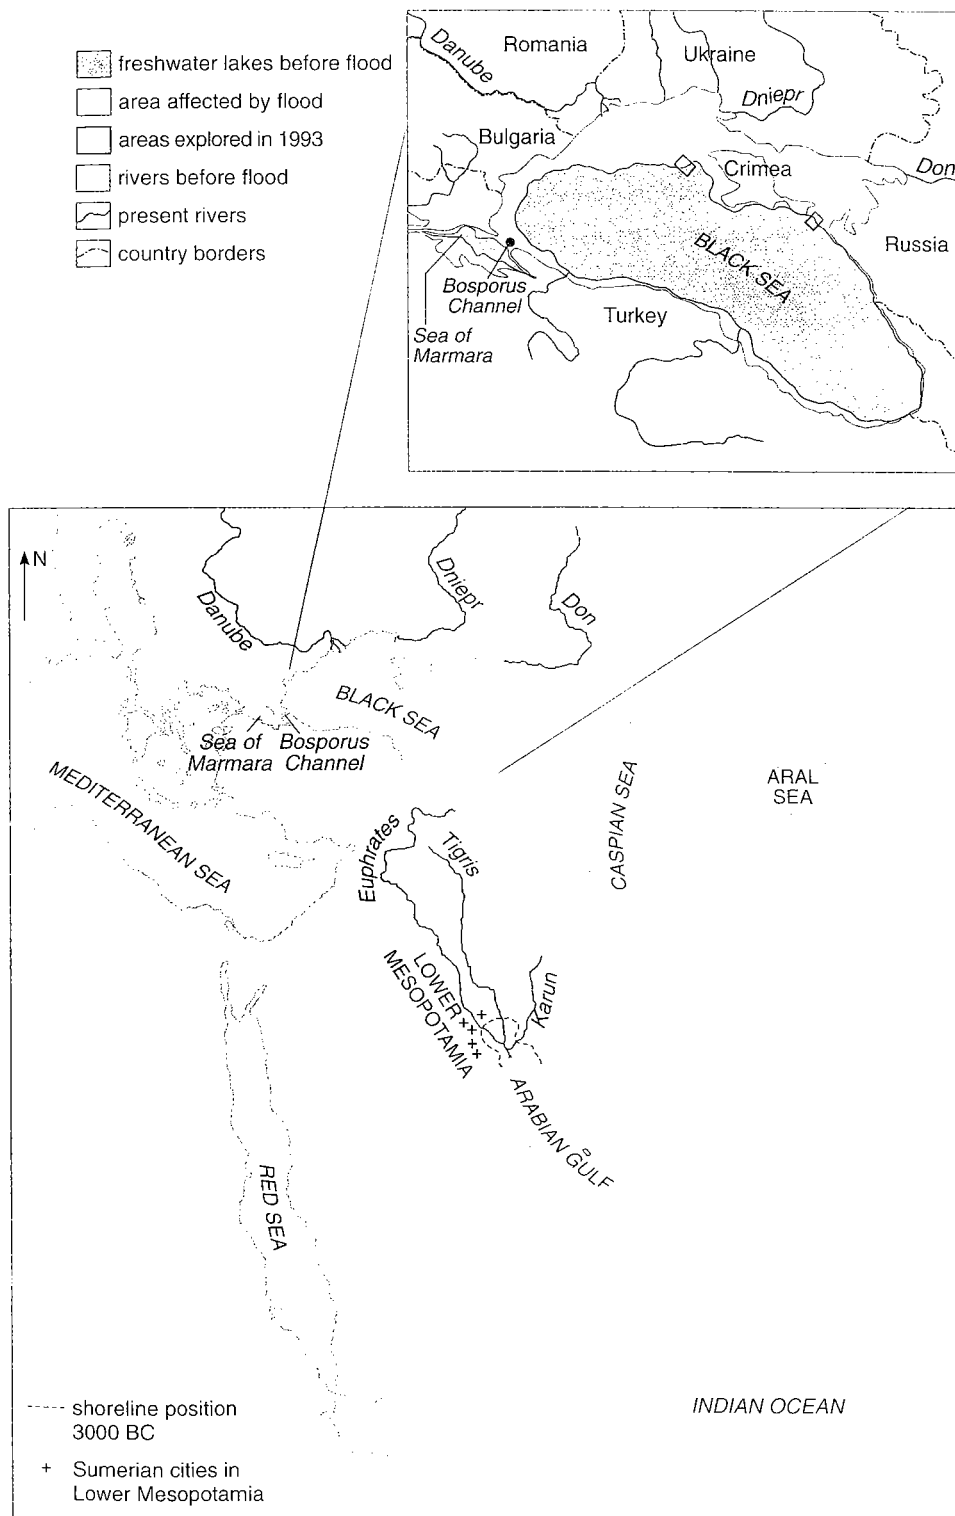 freshwater lakes before flood
area affected by flood
areas explored in 1993
rivers before flood
present rivers
country borders
Danube
Romania
Ukraine
Dniepr
Bulgaria
Crimea
Don
Russia
BLACK SEA
Bosporus
Channel
Turkey
Sea of
Marmara
N
Danube
Dniepr
Don
BLACK SEA
Sea of
Marmara
Bosporus
Channel
MEDITERRANEAN SEA
CASPIAN SEA
ARAL
SEA
Euphrates
Tigris
LOWER
MESOPOTAMIA
Karun
ARABIAN GULF
RED SEA
INDIAN OCEAN
shoreline position
3000 BC
+ Sumerian cities in
Lower Mesopotamia